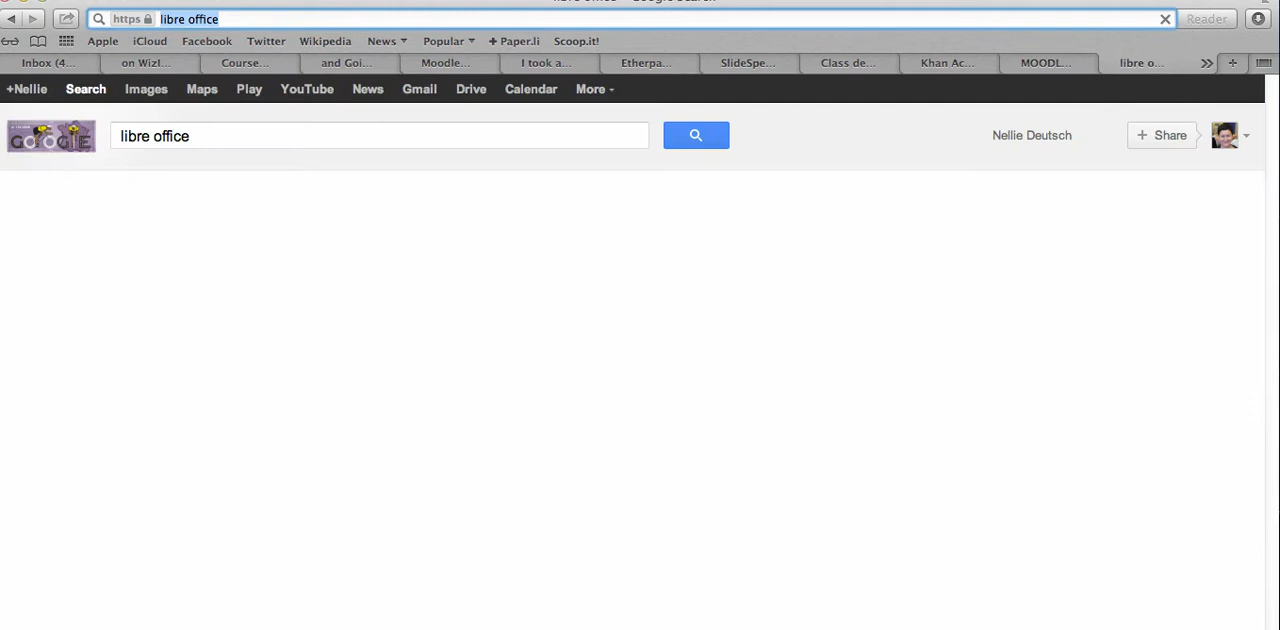 https libre office Reader
Apple iCloud Facebook Twitter Wikipedia News Popular + Paper.li Scoop.it!
Inbox (4... on WizI... Course... and Goi... Moodle... I took a... Etherpa... SlideSpe... Class de... Khan Ac... MOODL... libre o...
+Nellie Search Images Maps Play YouTube News Gmail Drive Calendar More
GOOGLE libre office Nellie Deutsch + Share